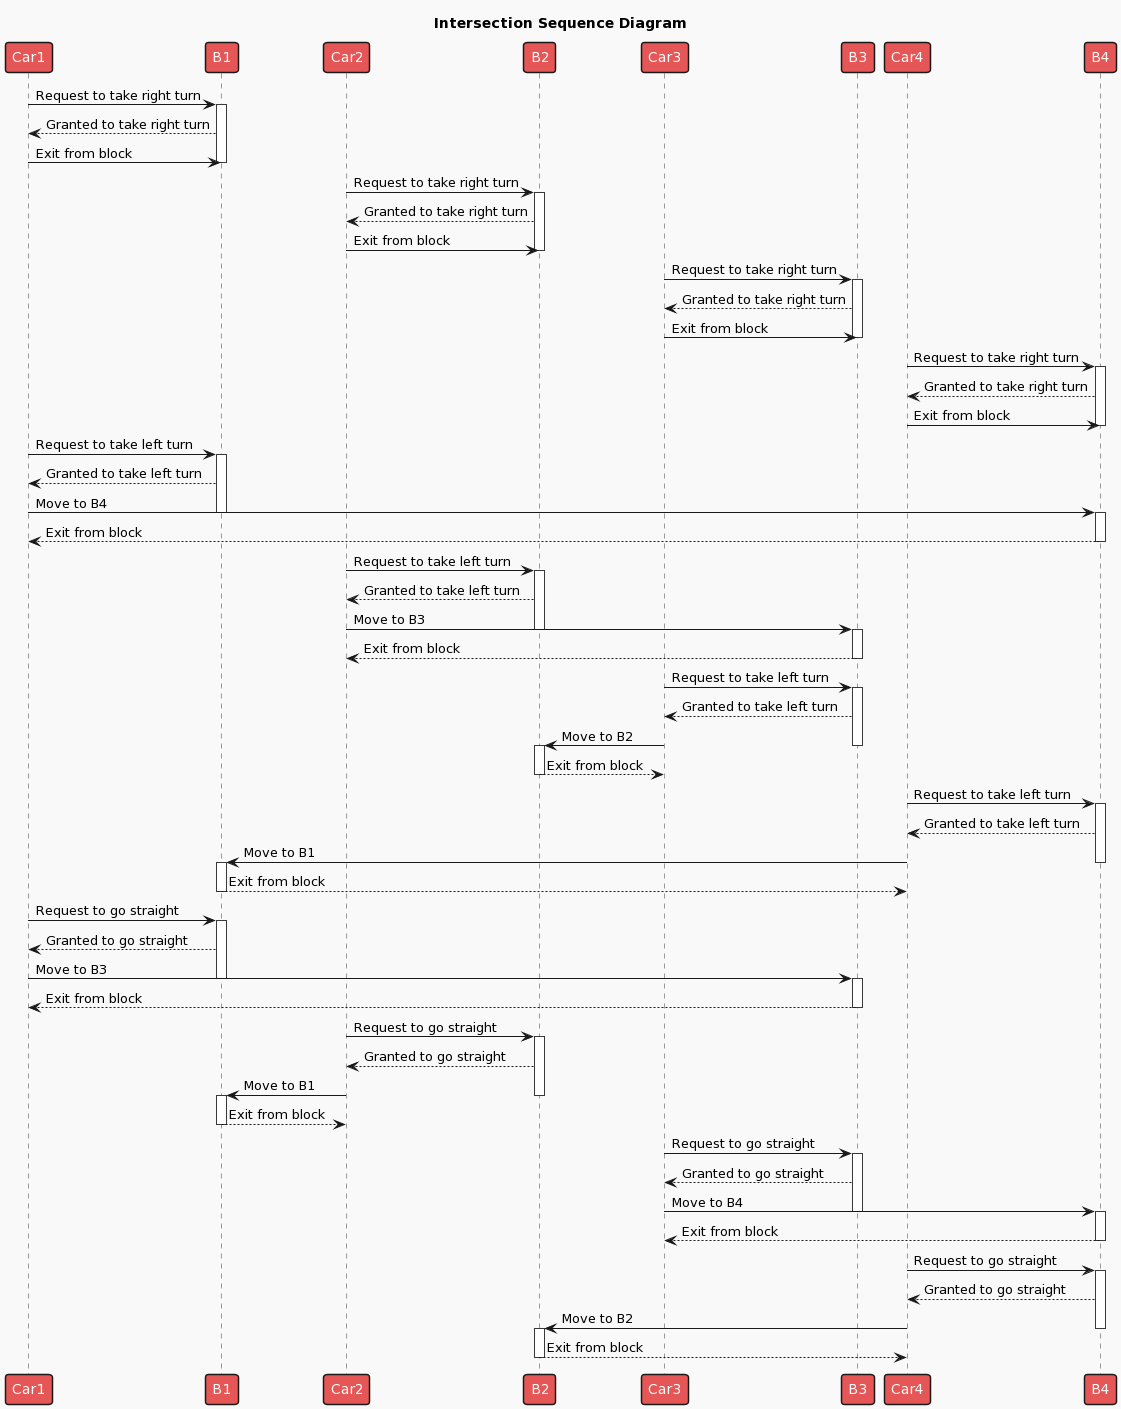 Intersection Sequence Diagram
Car1 B1 Car2 B2 Car3 B3 Car4 B4
Request to take right turn
Granted to take right turn
Exit from block
Request to take right turn
Granted to take right turn
Exit from block
Request to take right turn
Granted to take right turn
Exit from block
Request to take right turn
Granted to take right turn
Exit from block
Request to take left turn
Granted to take left turn
Move to B4
Exit from block
Request to take left turn
Granted to take left turn
Move to B3
Exit from block
Request to take left turn
Granted to take left turn
Move to B2
Exit from block
Request to take left turn
Granted to take left turn
Move to B1
Exit from block
Request to go straight
Granted to go straight
Move to B3
Exit from block
Request to go straight
Granted to go straight
Move to B1
Exit from block
Request to go straight
Granted to go straight
Move to B4
Exit from block
Request to go straight
Granted to go straight
Move to B2
Exit from block
Car1 B1 Car2 B2 Car3 B3 Car4 B4